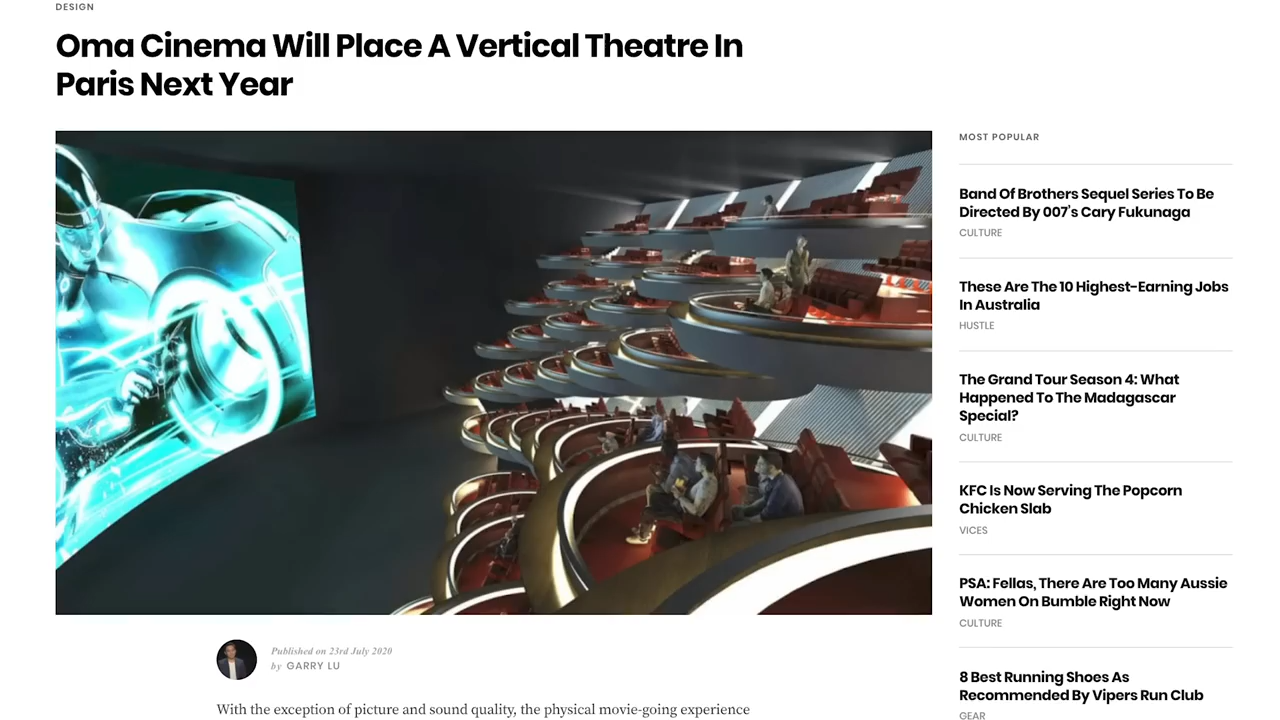 DESIGN
Oma Cinema Will Place A Vertical Theatre In
Paris Next Year
MOST POPULAR
Band Of Brothers Sequel Series To Be
Directed By 007's Cary Fukunaga
CULTURE
These Are The 10 Highest-Earning Jobs
In Australia
HUSTLE
The Grand Tour Season 4: What
Happened To The Madagascar
Special?
CULTURE
KFC Is Now Serving The Popcorn
Chicken Slab
VICES
PSA: Fellas, There Are Too Many Aussie
Women On Bumble Right Now
CULTURE
8 Best Running Shoes As
Recommended By Vipers Run Club
GEAR
Published on 23rd July 2020
by GARRY LU
With the exception of picture and sound quality, the physical movie-going experience